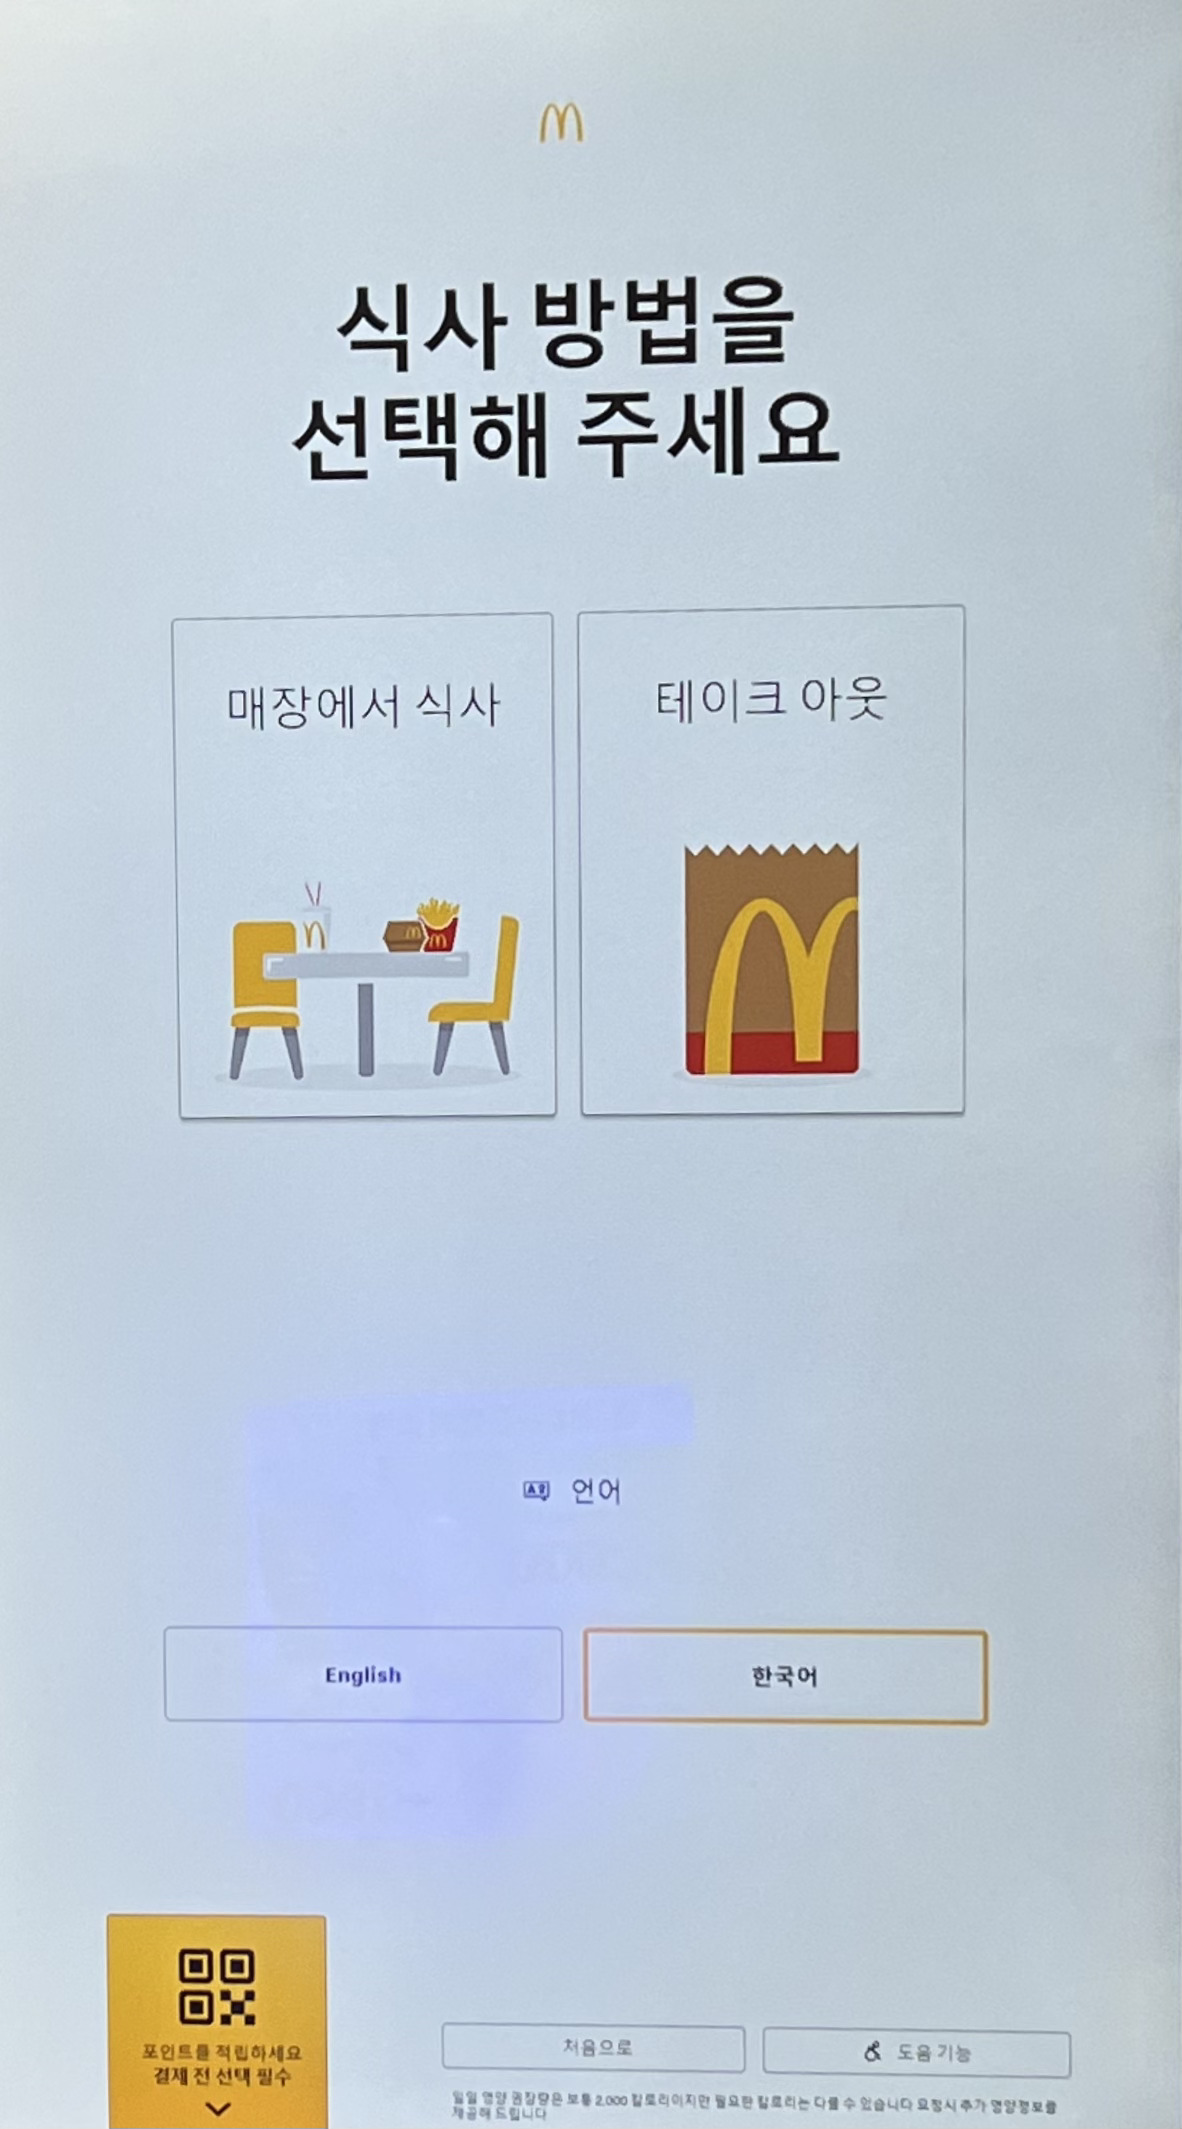 식사 방법을
선택해 주세요
매장에서 식사
테이크 아웃
언어
English
한국어
포인트를 적립하세요
결제 전 선택 필수
처음으로
도움 기능
일일 영양 권장량은 보통 2,000 칼로리이지만 필요한 칼로리는 다를 수 있습니다 요청시 추가 영양정보를
제공해 드립니다